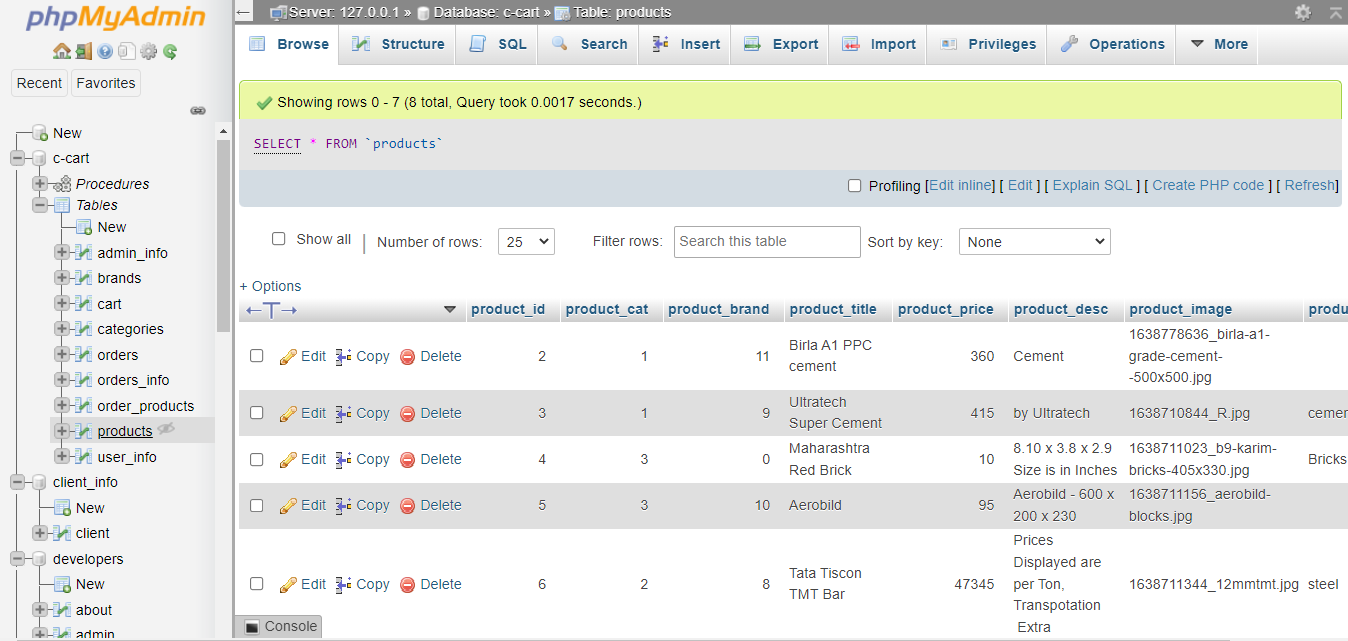 phpMyAdmin
Recent Favorites
New
c-cart
Procedures
Tables
New
admin_info
brands
cart
categories
orders
orders_info
order_products
products
user_info
client_info
New
client
developers
New
about
admin
Server: 127.0.0.1 » Database: c-cart » Table: products
Browse Structure SQL Search Insert Export Import Privileges Operations More
Showing rows 0 - 7 (8 total, Query took 0.0017 seconds.)
SELECT * FROM `products`
Profiling [Edit inline] [ Edit ] [ Explain SQL ] [ Create PHP code ] [ Refresh]
Show all | Number of rows: 25 Filter rows: Search this table Sort by key: None
+ Options
←T→ product_id product_cat product_brand product_title product_price product_desc product_image produ
Edit Copy Delete 2 1 11 Birla A1 PPC cement 360 Cement 1638778636_birla-a1-grade-cement--500x500.jpg
Edit Copy Delete 3 1 9 Ultratech Super Cement 415 by Ultratech 1638710844_R.jpg cemen
Edit Copy Delete 4 3 0 Maharashtra Red Brick 10 8.10 x 3.8 x 2.9 Size is in Inches 1638711023_b9-karim-bricks-405x330.jpg Bricks
Edit Copy Delete 5 3 10 Aerobild 95 Aerobild - 600 x 200 x 230 1638711156_aerobild-blocks.jpg
Edit Copy Delete 6 2 8 Tata Tiscon TMT Bar 47345 Prices Displayed are per Ton, Transpotation Extra 1638711344_12mmtmt.jpg steel
Console